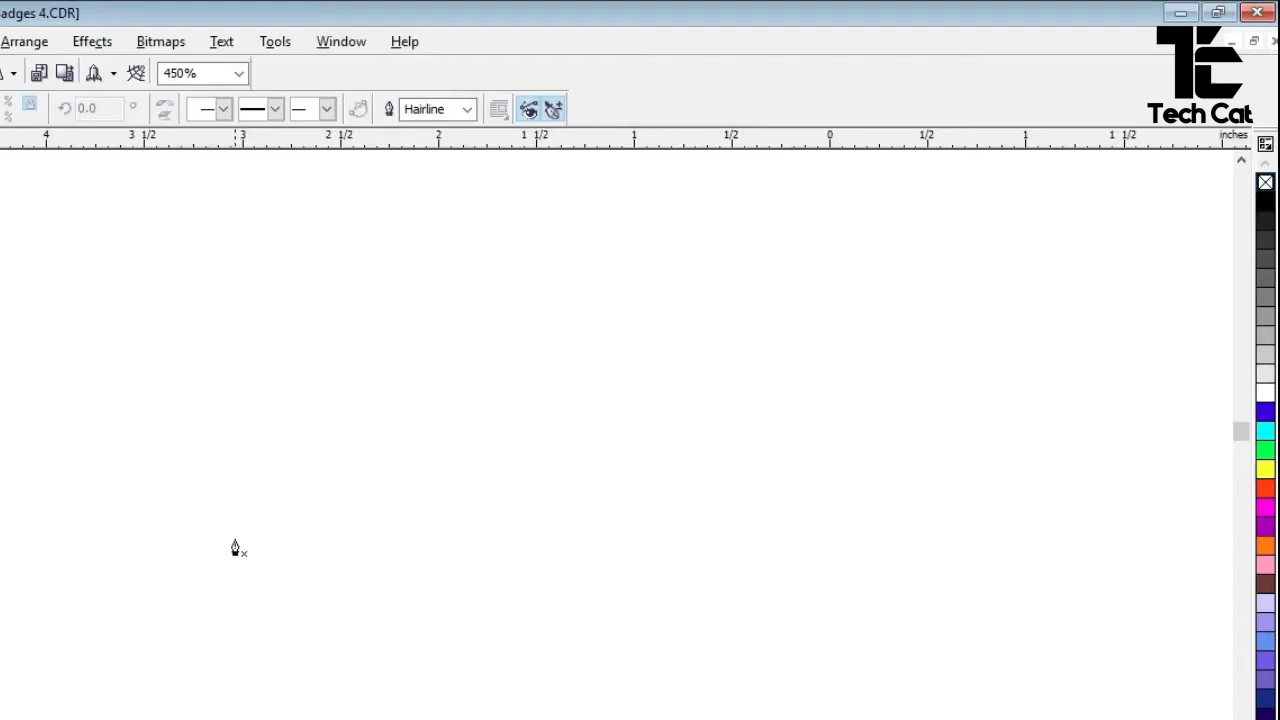 adges 4.CDR]
Arrange Effects Bitmaps Text Tools Window Help
450%
% % 0.0 ° Hairline
4 3 1/2 3 2 1/2 2 1 1/2 1 1/2 0 1/2 1 1 1/2 inches
TC
Tech Cat